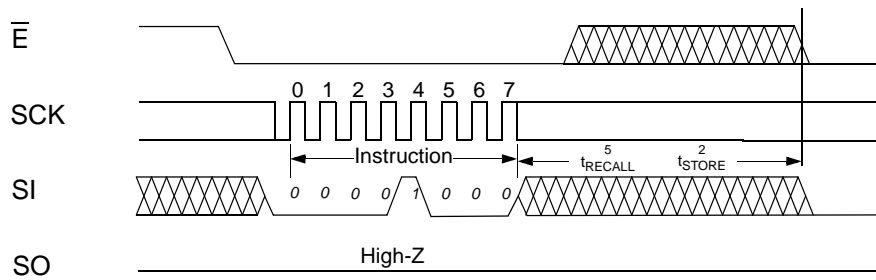 E
0 1 2 3 4 5 6 7
SCK
Instruction
5 2
tRECALL tSTORE
SI 0 0 0 0 1 0 0 0
High-Z
SO